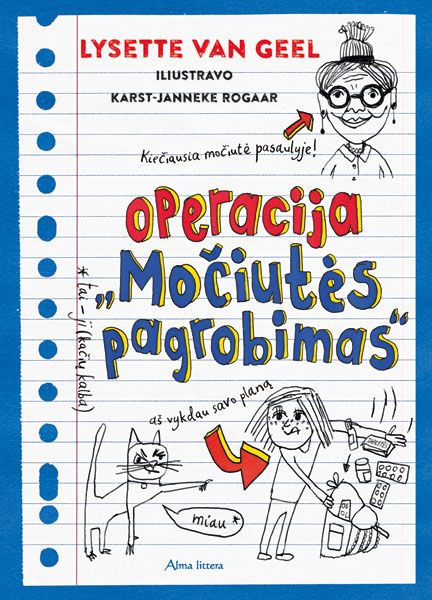 LYSETTE VAN GEEL
ILIUSTRAVO
KARST-JANNEKE ROGAAR
Kiečiausia močiutė pasaulyje!
operacija
„Močiutės
pagrobimas“
* tai – ji (kačių kalba)
aš vykdau savo planą
miau *
Alma littera